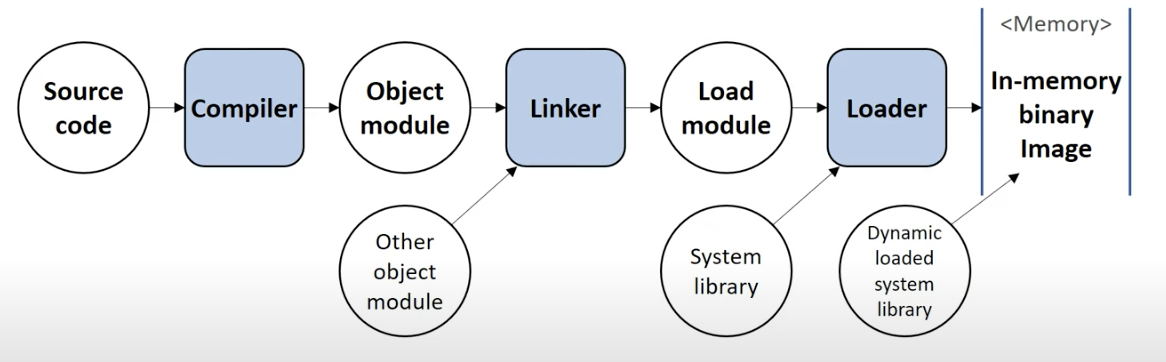 <Memory>
Source
code
Compiler
Object
module
Linker
Load
module
Loader
In-memory
binary
Image
Other
object
module
System
library
Dynamic
loaded
system
library